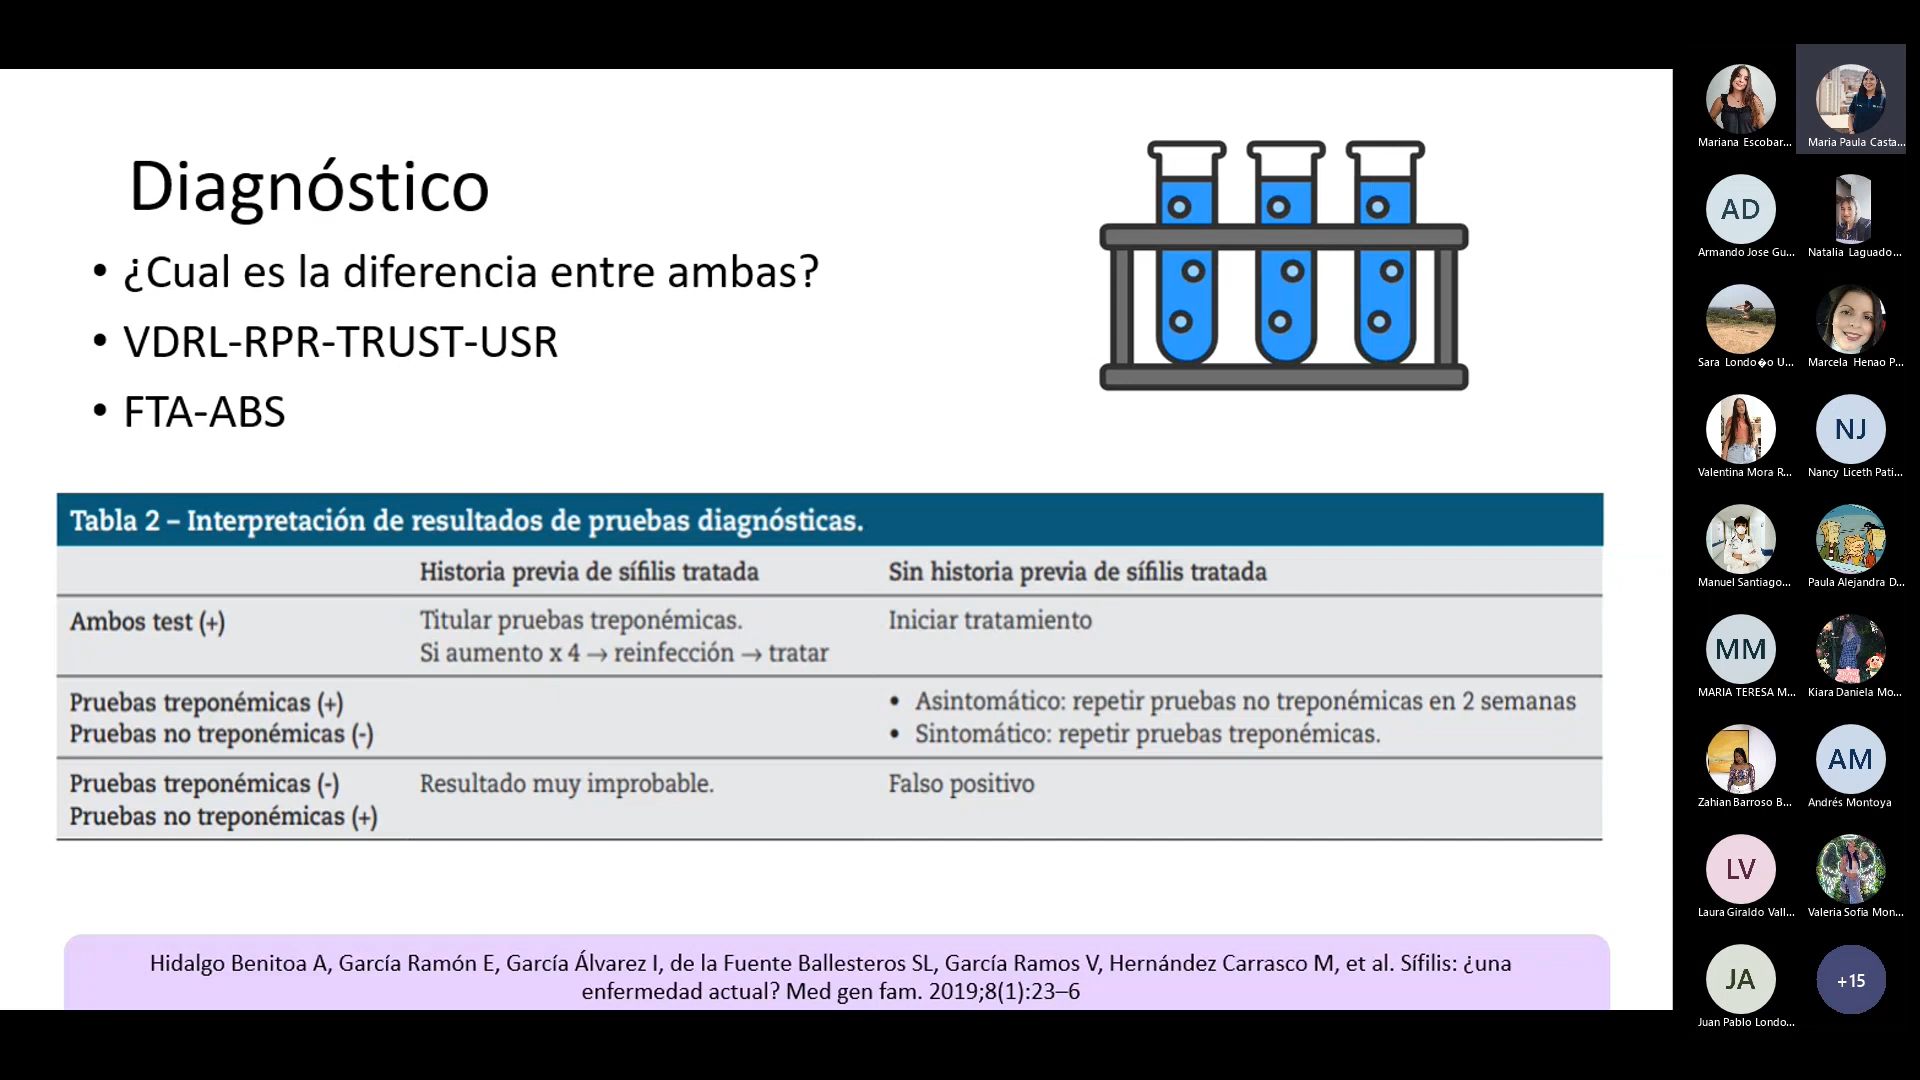 Diagnóstico
• ¿Cual es la diferencia entre ambas?
• VDRL-RPR-TRUST-USR
• FTA-ABS
Tabla 2 – Interpretación de resultados de pruebas diagnósticas.
Historia previa de sífilis tratada
Sin historia previa de sífilis tratada
Ambos test (+)
Titular pruebas treponémicas.
Si aumento x 4 → reinfección → tratar
Iniciar tratamiento
Pruebas treponémicas (+)
Pruebas no treponémicas (-)
• Asintomático: repetir pruebas no treponémicas en 2 semanas
• Sintomático: repetir pruebas treponémicas.
Pruebas treponémicas (-)
Pruebas no treponémicas (+)
Resultado muy improbable.
Falso positivo
Hidalgo Benitoa A, García Ramón E, García Álvarez I, de la Fuente Ballesteros SL, García Ramos V, Hernández Carrasco M, et al. Sífilis: ¿una
enfermedad actual? Med gen fam. 2019;8(1):23–6
Mariana Escobar...
Maria Paula Casta...
AD
Armando Jose Gu...
Natalia Laguado...
Sara Londo�o U...
Marcela Henao P...
Valentina Mora R...
NJ
Nancy Liceth Pati...
Manuel Santiago...
Paula Alejandra D...
MM
MARIA TERESA M...
Kiara Daniela Mo...
Zahian Barroso B...
AM
Andrés Montoya
LV
Laura Giraldo Vall...
Valeria Sofia Mon...
JA
Juan Pablo Londo...
+15